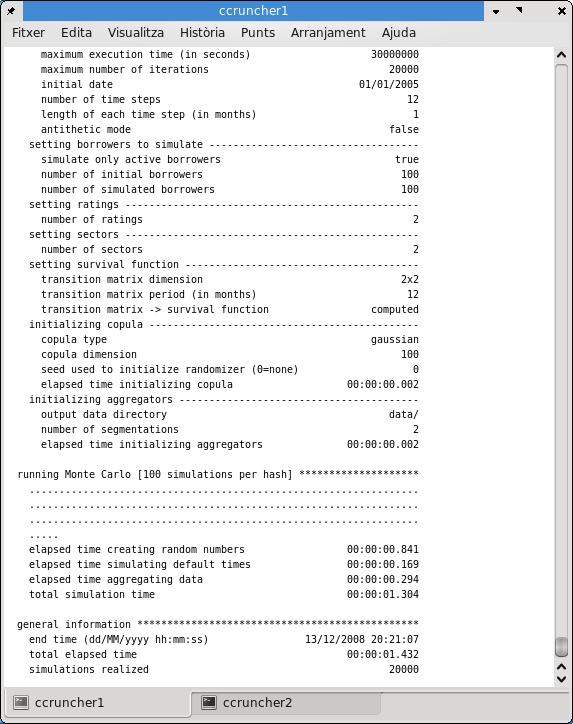 ccruncher1
Fitxer Edita Visualitza Història Punts Arranjament Ajuda
maximum execution time (in seconds) 30000000
maximum number of iterations 20000
initial date 01/01/2005
number of time steps 12
length of each time step (in months) 1
antithetic mode false
setting borrowers to simulate -----------------------------------
simulate only active borrowers true
number of initial borrowers 100
number of simulated borrowers 100
setting ratings --------------------------------------------------
number of ratings 2
setting sectors --------------------------------------------------
number of sectors 2
setting survival function ---------------------------------------
transition matrix dimension 2x2
transition matrix period (in months) 12
transition matrix -> survival function computed
initializing copula ---------------------------------------------
copula type gaussian
copula dimension 100
seed used to initialize randomizer (0=none) 0
elapsed time initializing copula 00:00:00.002
initializing aggregators ----------------------------------------
output data directory data/
number of segmentations 2
elapsed time initializing aggregators 00:00:00.002
running Monte Carlo [100 simulations per hash] ********************
.................................................................
.................................................................
.................................................................
.....
elapsed time creating random numbers 00:00:00.841
elapsed time simulating default times 00:00:00.169
elapsed time aggregating data 00:00:00.294
total simulation time 00:00:01.304
general information ***********************************************
end time (dd/MM/yyyy hh:mm:ss) 13/12/2008 20:21:07
total elapsed time 00:00:01.432
simulations realized 20000
ccruncher1 ccruncher2